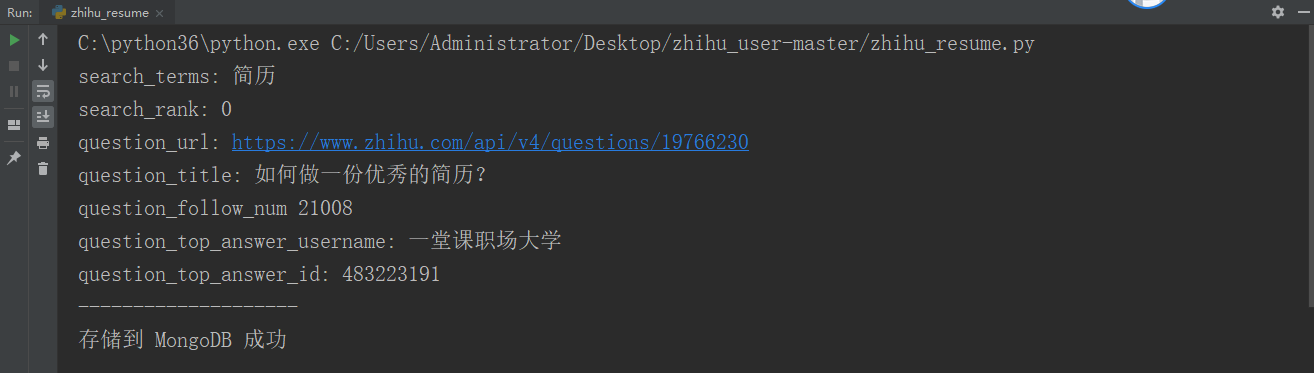 Run: zhihu_resume
C:\python36\python.exe C:/Users/Administrator/Desktop/zhihu_user-master/zhihu_resume.py
search_terms: 简历
search_rank: 0
question_url: https://www.zhihu.com/api/v4/questions/19766230
question_title: 如何做一份优秀的简历?
question_follow_num 21008
question_top_answer_username: 一堂课职场大学
question_top_answer_id: 483223191
--------------------
存储到 MongoDB 成功